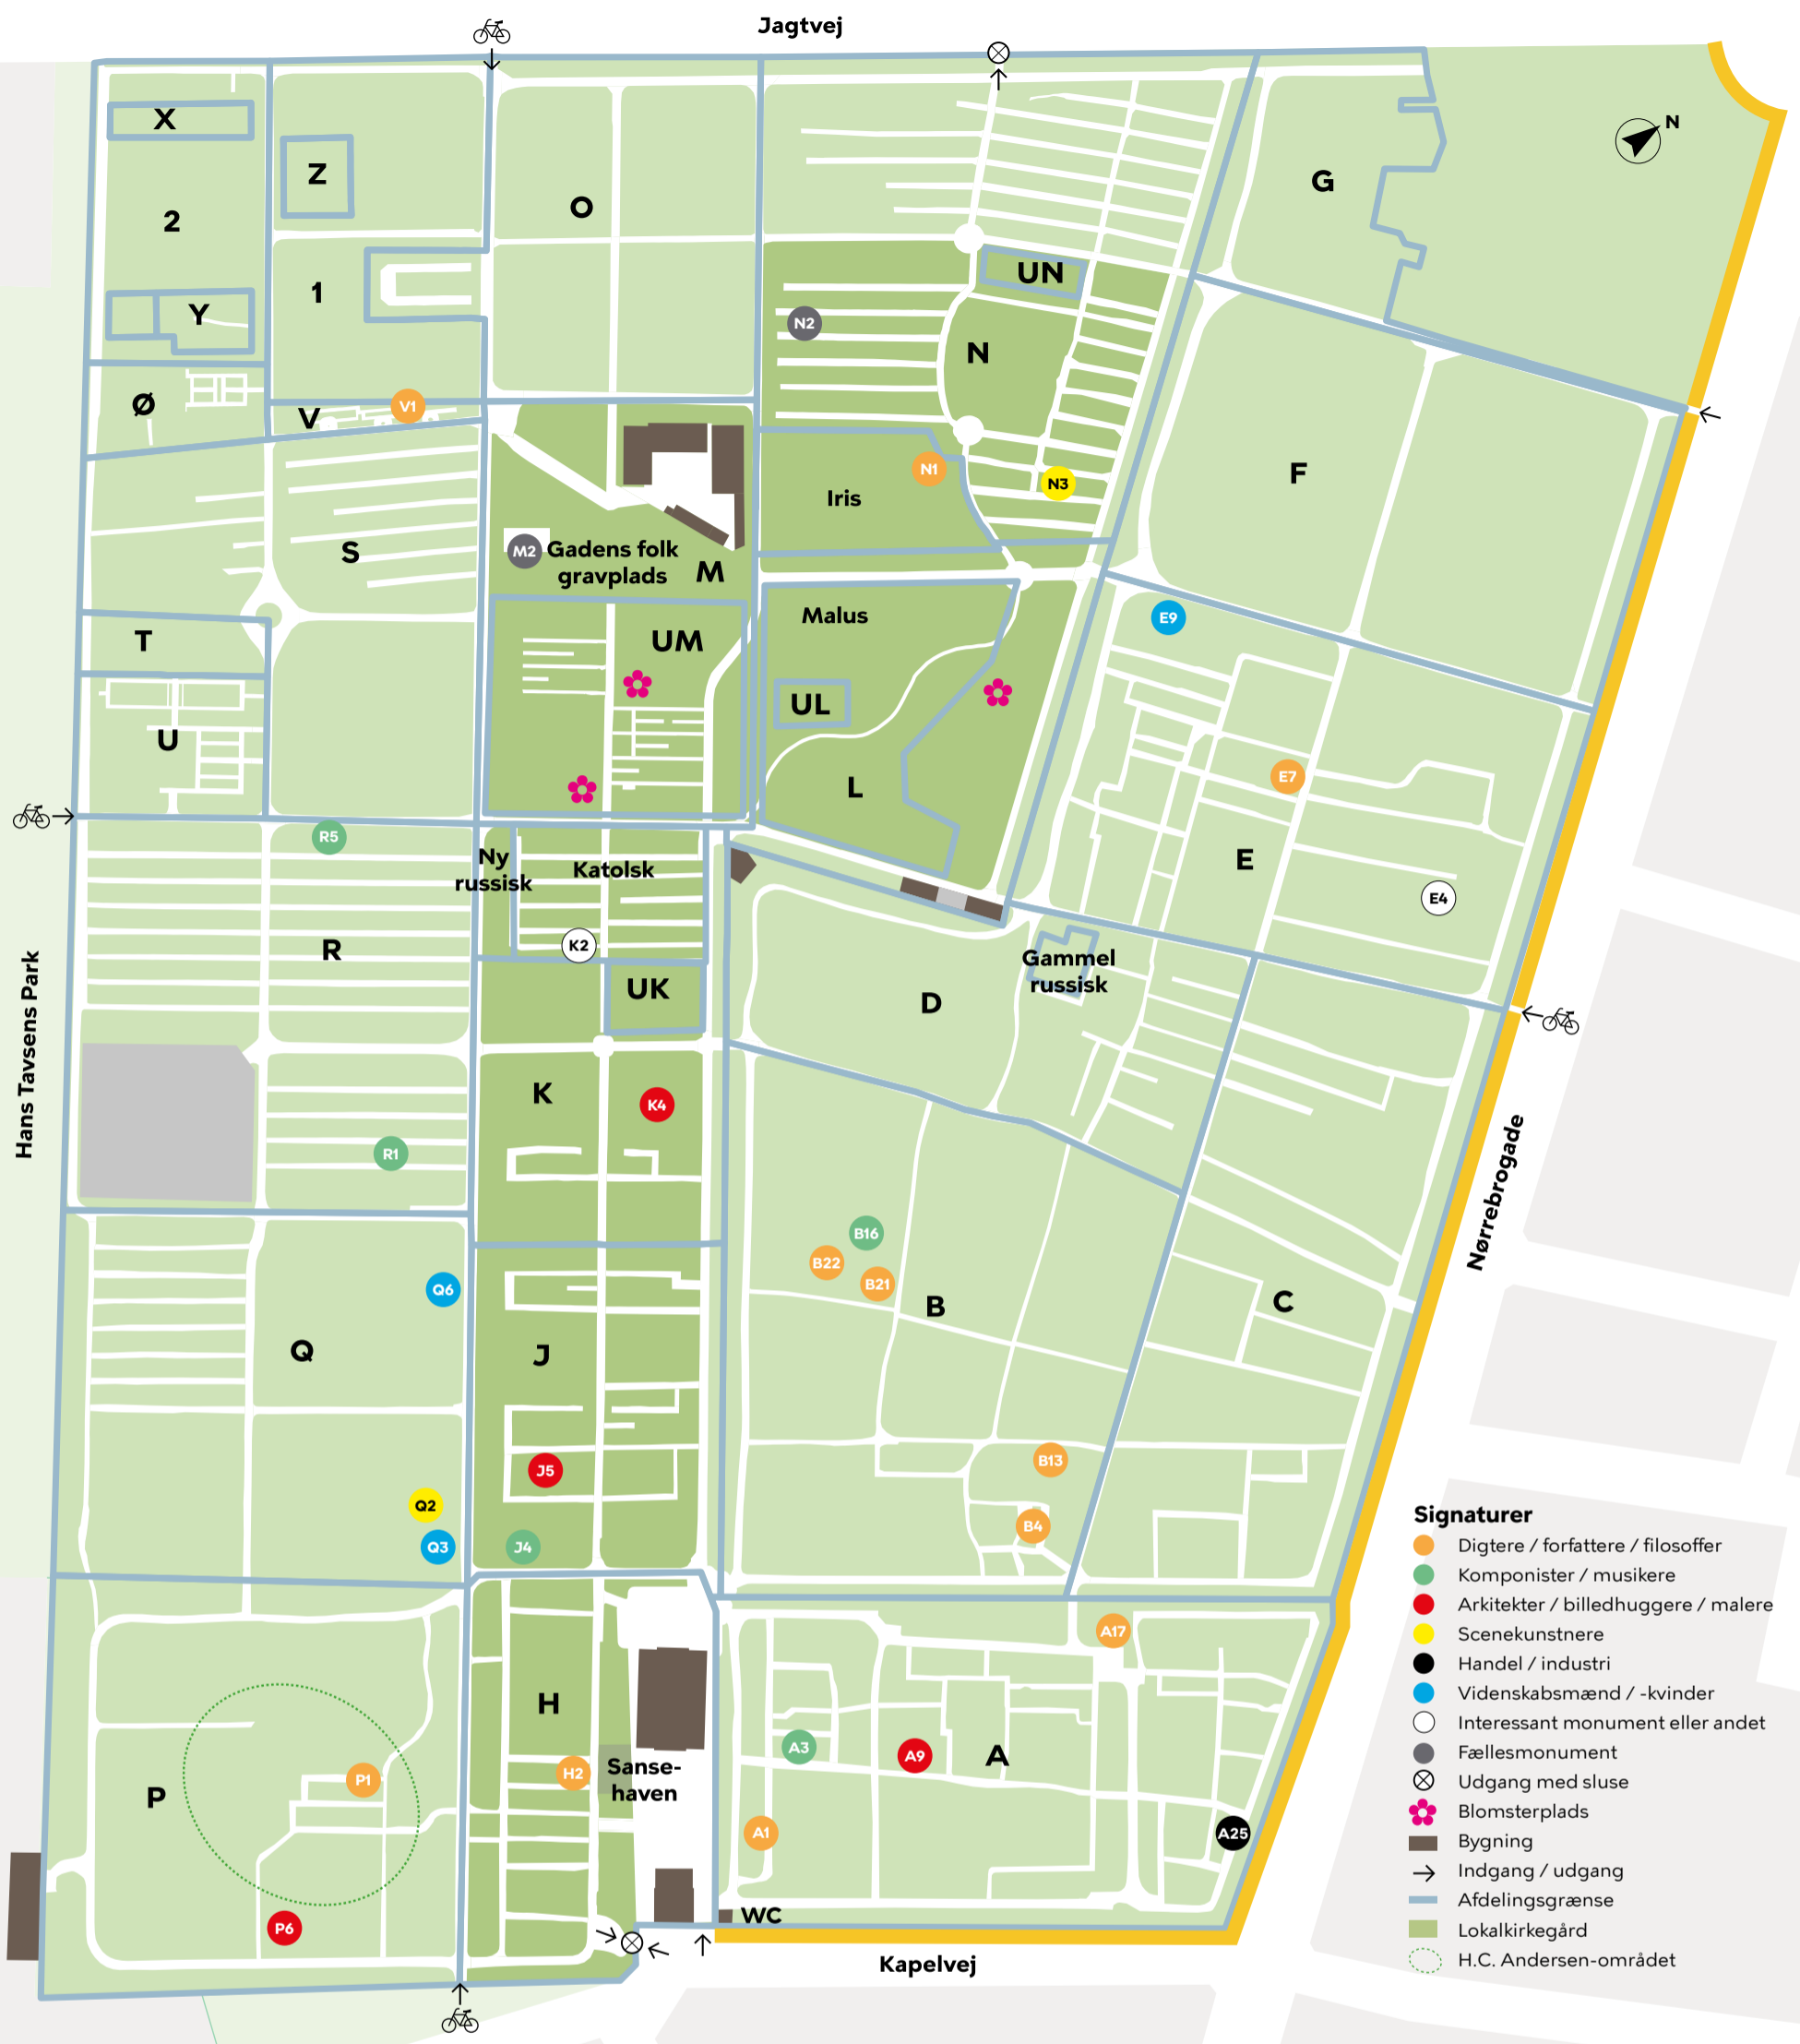 Jagtvej
N
X
Z
2
O
G
UN
1
Y
N2
N
Ø
V
V1
F
N1
N3
Iris
S
M2
Gadens folk
gravplads
M
Malus
E9
T
UM
UL
U
E7
L
R5
Ny
russisk
Katolsk
E
E4
K2
R
Gammel
russisk
UK
D
Hans Tavsens Park
K
K4
R1
Nørrebrogade
B16
B22
B21
Q6
B
C
Q
J
B13
J5
Q2
B4
Q3
J4
A17
H
A3
A9
A
Sanse-
haven
H2
P1
P
A1
A25
P6
WC
Kapelvej
Signaturer
Digtere / forfattere / filosoffer
Komponister / musikere
Arkitekter / billedhuggere / malere
Scenekunstnere
Handel / industri
Videnskabsmænd / -kvinder
Interessant monument eller andet
Fællesmonument
Udgang med sluse
Blomsterplads
Bygning
Indgang / udgang
Afdelingsgrænse
Lokalkirkegård
H.C. Andersen-området